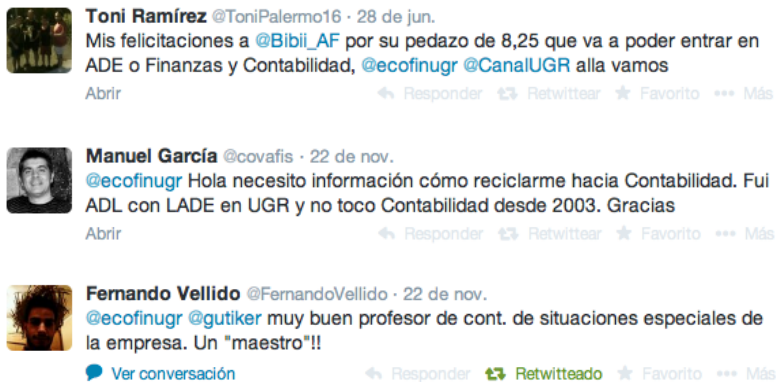 Toni Ramírez @ToniPalermo16 · 28 de jun.
Mis felicitaciones a @Bibii_AF por su pedazo de 8,25 que va a poder entrar en
ADE o Finanzas y Contabilidad, @ecofinugr @CanalUGR alla vamos
Abrir Responder Retwittear Favorito Más
Manuel García @covafis · 22 de nov.
@ecofinugr Hola necesito información cómo reciclarme hacia Contabilidad. Fui
ADL con LADE en UGR y no toco Contabilidad desde 2003. Gracias
Abrir Responder Retwittear Favorito Más
Fernando Vellido @FernandoVellido · 22 de nov.
@ecofinugr @gutiker muy buen profesor de cont. de situaciones especiales de
la empresa. Un "maestro"!!
Ver conversación Responder Retwitteado Favorito Más